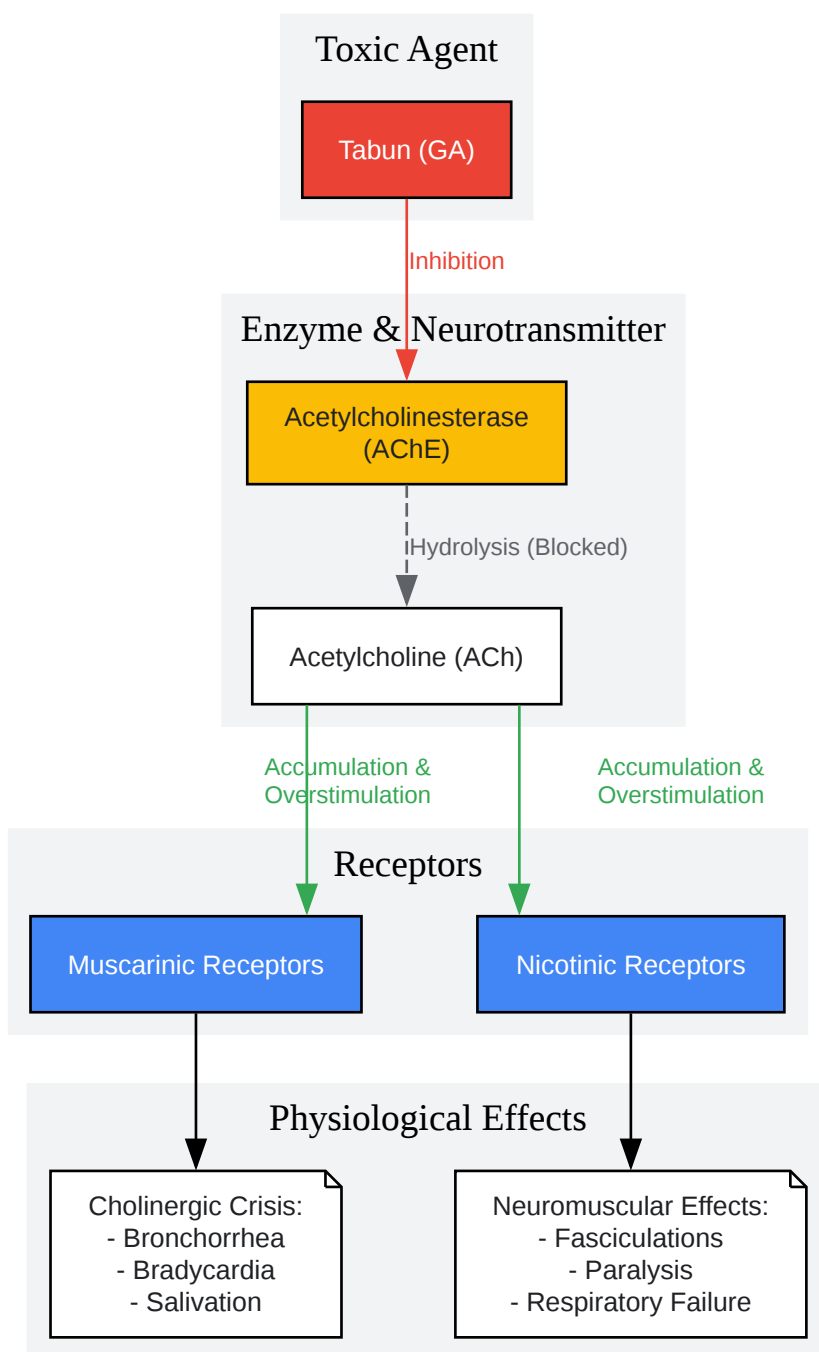 Toxic Agent
Tabun (GA)
Inhibition
Enzyme & Neurotransmitter
Acetylcholinesterase
(AChE)
Hydrolysis (Blocked)
Acetylcholine (ACh)
Accumulation &
Overstimulation
Accumulation &
Overstimulation
Receptors
Muscarinic Receptors
Nicotinic Receptors
Physiological Effects
Cholinergic Crisis:
- Bronchorrhea
- Bradycardia
- Salivation
Neuromuscular Effects:
- Fasciculations
- Paralysis
- Respiratory Failure